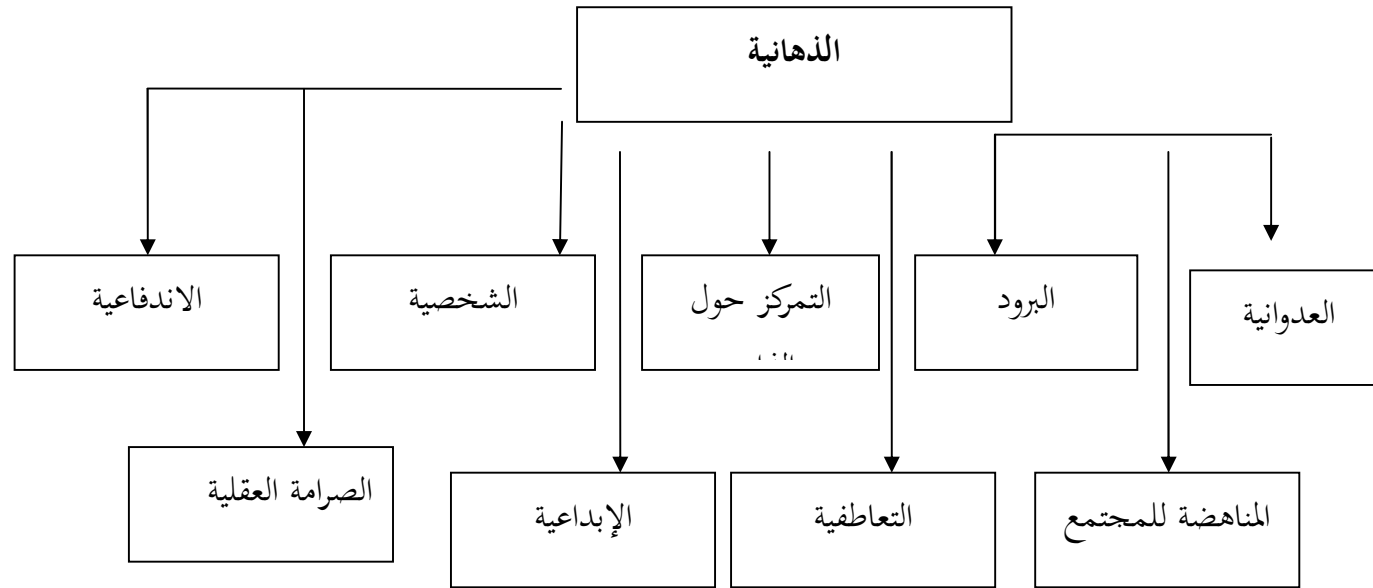 الذهانية
العدوانية
البرود
التمركز حول
الشخصية
الاندفاعية
المناهضة للمجتمع
التعاطفية
الإبداعية
الصرامة العقلية